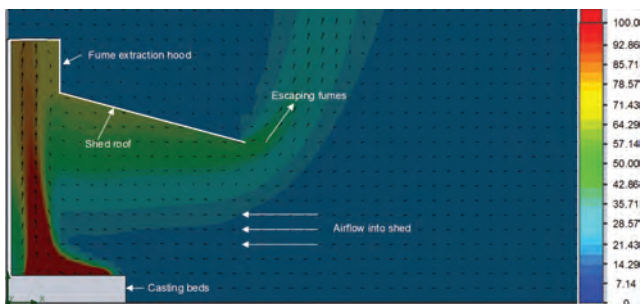 Fume extraction hood
Escaping fumes
Shed roof
Airflow into shed
Casting beds
100.00
92.86
85.71
78.57
71.43
64.29
57.14
50.00
42.86
35.71
28.57
21.43
14.29
7.14
X